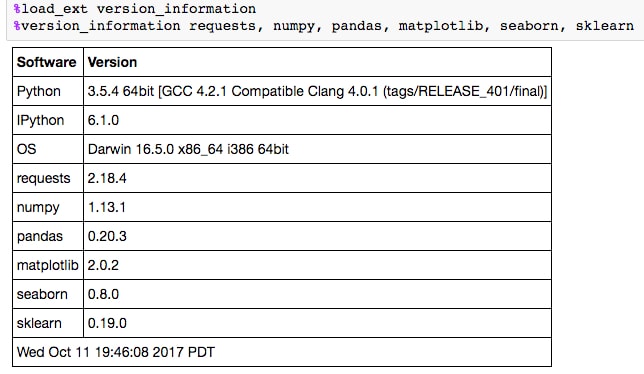 %load_ext version_information
%version_information requests, numpy, pandas, matplotlib, seaborn, sklearn
Software Version
Python 3.5.4 64bit [GCC 4.2.1 Compatible Clang 4.0.1 (tags/RELEASE_401/final)]
IPython 6.1.0
OS Darwin 16.5.0 x86_64 i386 64bit
requests 2.18.4
numpy 1.13.1
pandas 0.20.3
matplotlib 2.0.2
seaborn 0.8.0
sklearn 0.19.0
Wed Oct 11 19:46:08 2017 PDT